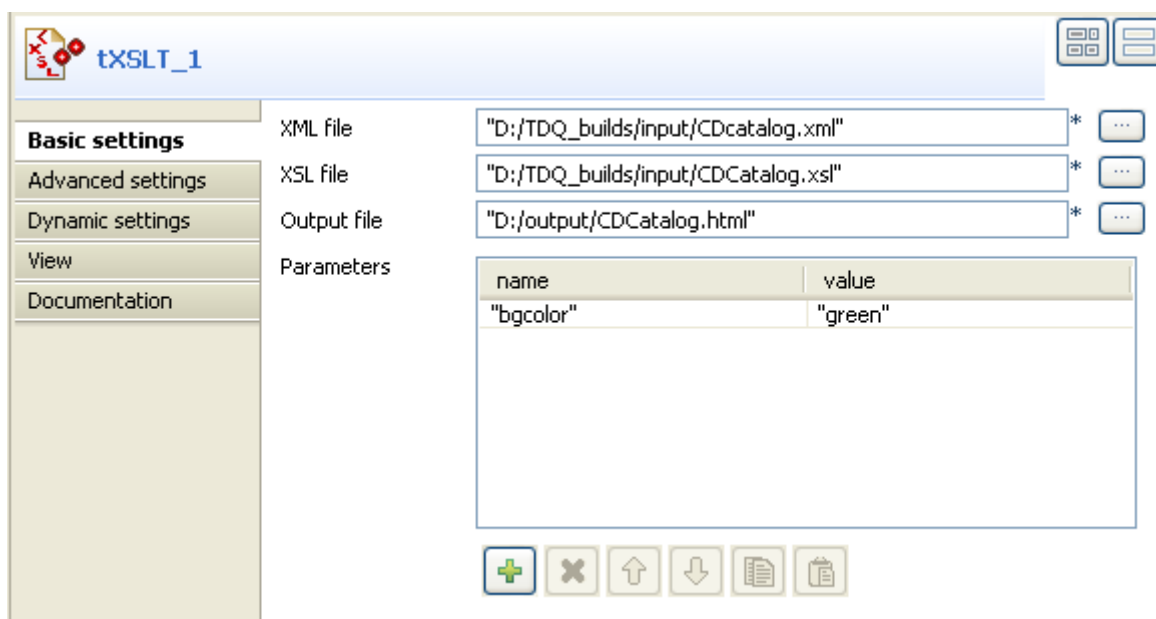 tXSLT_1
Basic settings
Advanced settings
Dynamic settings
View
Documentation
XML file "D:/TDQ_builds/input/CDcatalog.xml" * ...
XSL file "D:/TDQ_builds/input/CDCatalog.xsl" * ...
Output file "D:/output/CDCatalog.html" * ...
Parameters
name value
"bgcolor" "green"